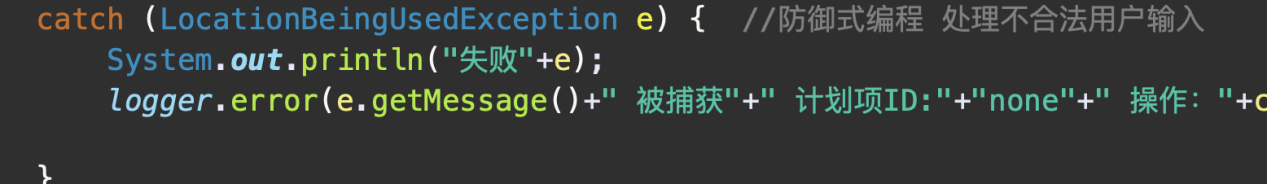 catch (LocationBeingUsedException e) {  //防御式编程 处理不合法用户输入
System.out.println("失败"+e);
logger.error(e.getMessage()+" 被捕获"+" 计划项ID:"+"none"+" 操作："+c
}